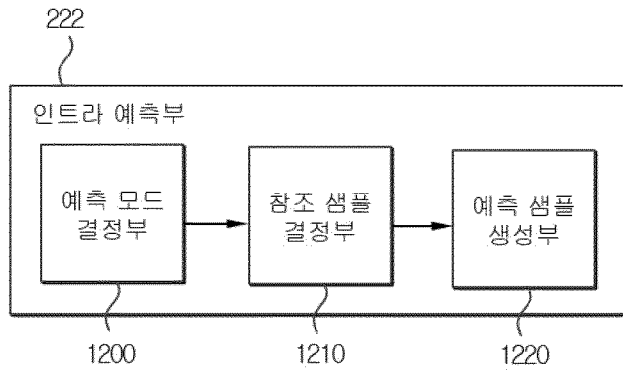 222
인트라 예측부
예측 모드
결정부
참조 샘플
결정부
예측 샘플
생성부
1200
1210
1220